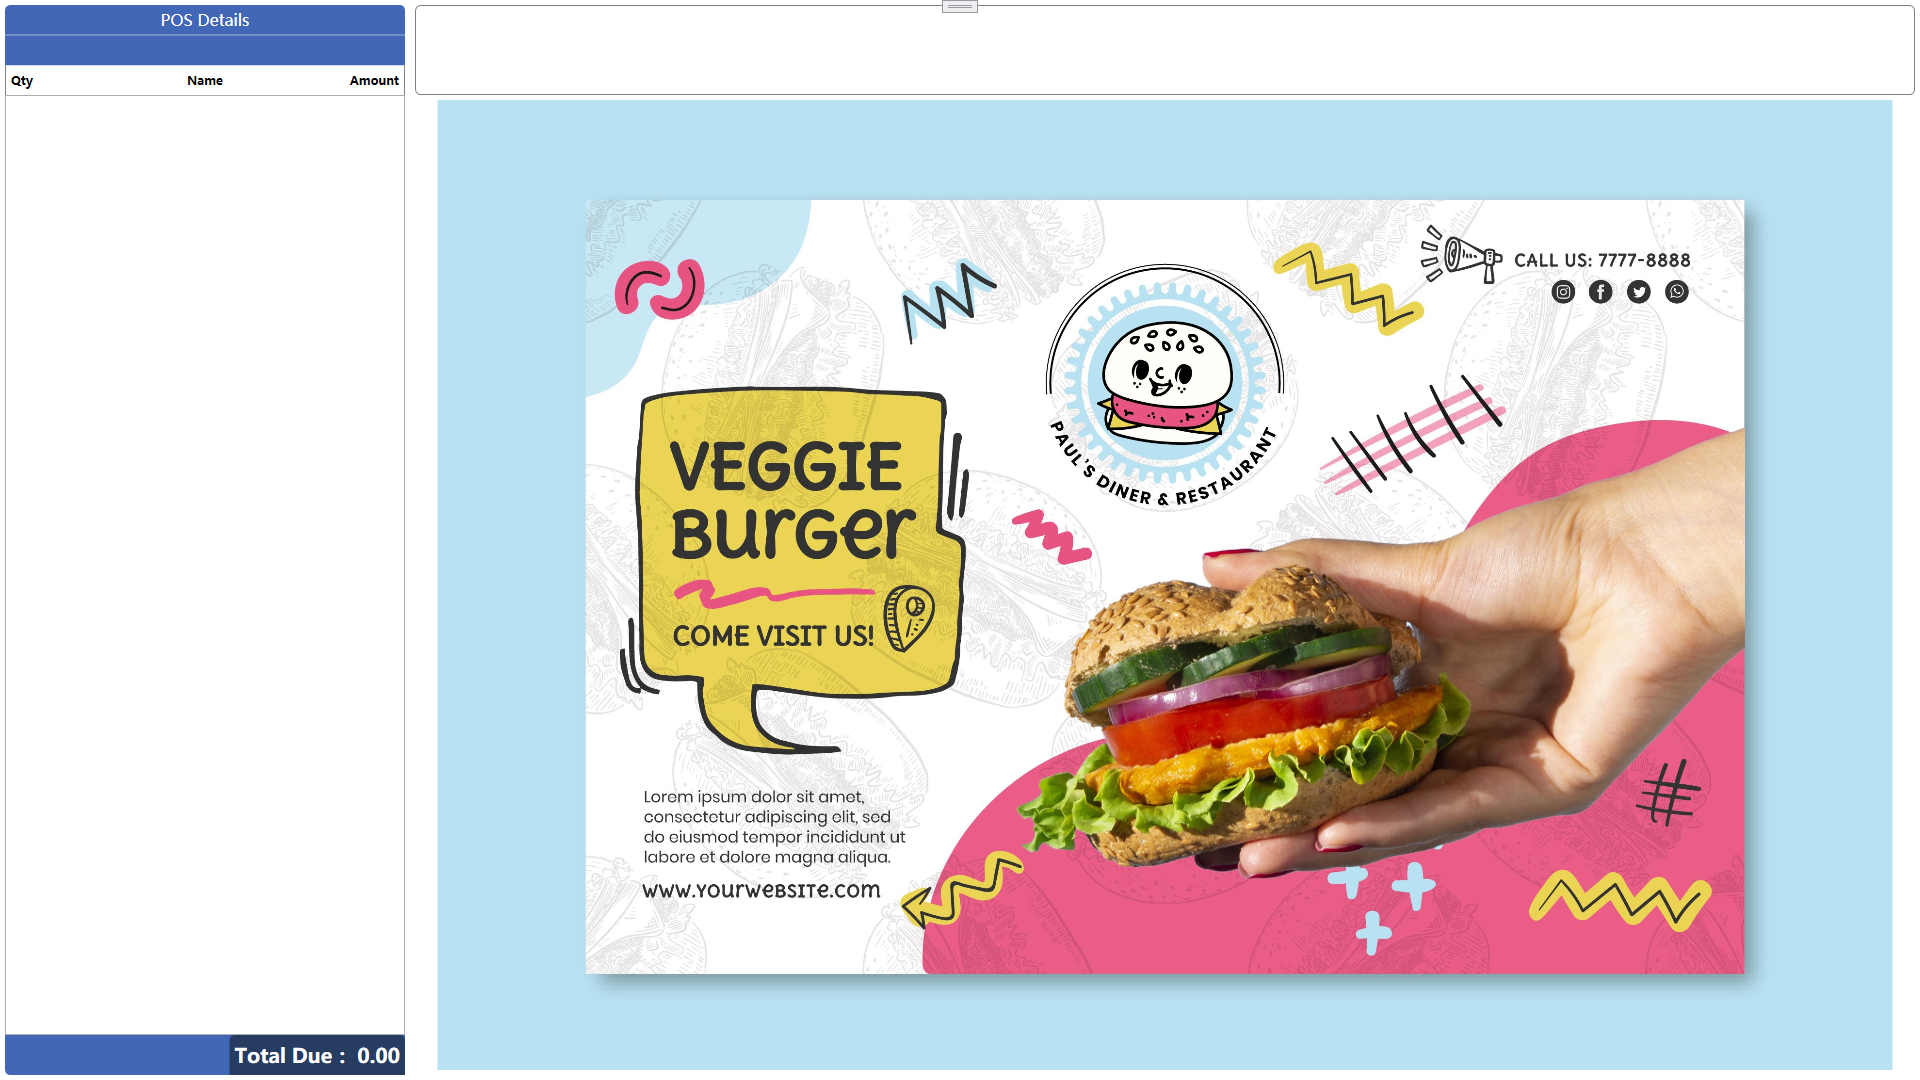 POS Details
Qty Name Amount
Total Due : 0.00
CALL US: 7777-8888
PAUL'S DINER & RESTAURANT
VEGGIE
BurGer
COME VISIT US!
Lorem ipsum dolor sit amet,
consectetur adipiscing elit, sed
do eiusmod tempor incididunt ut
labore et dolore magna aliqua.
www.YOURWEBSITE.COM